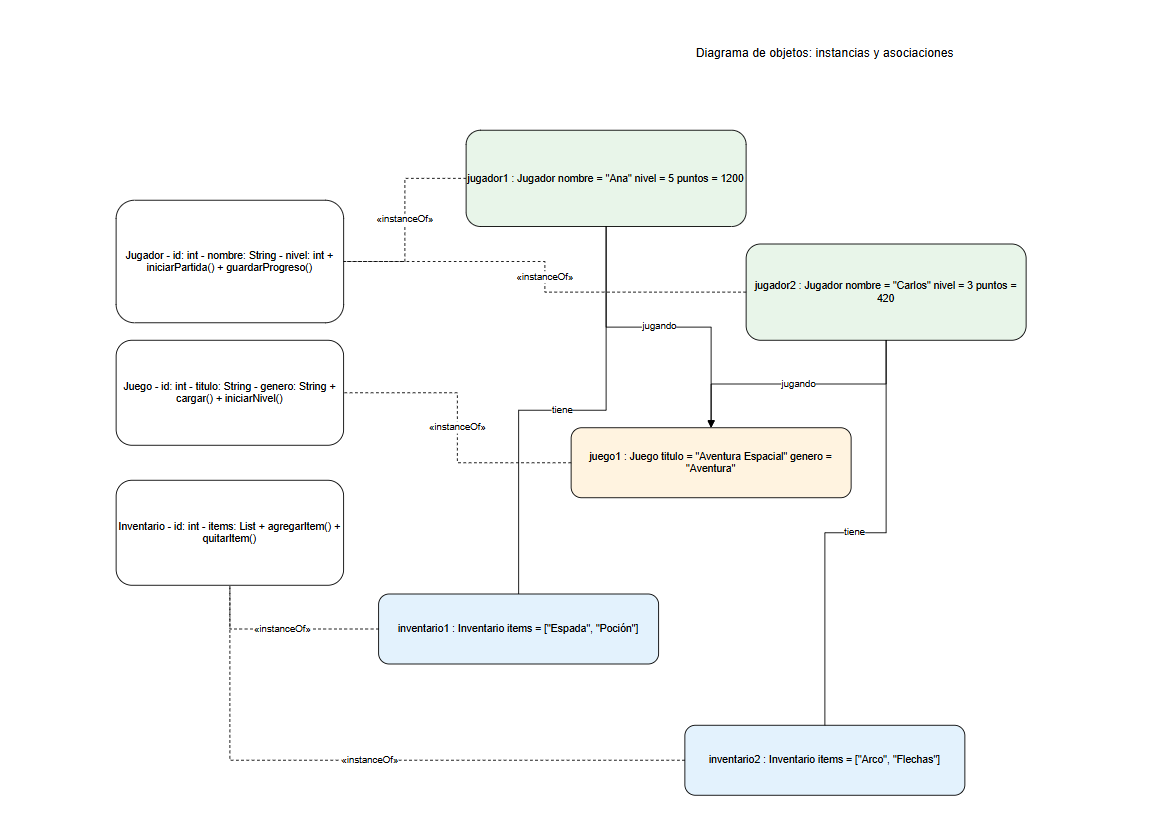 Diagrama de objetos: instancias y asociaciones
jugador1 : Jugador nombre = "Ana" nivel = 5 puntos = 1200
«instanceOf»
Jugador - id: int - nombre: String - nivel: int +
iniciarPartida() + guardarProgreso()
«instanceOf»
jugador2 : Jugador nombre = "Carlos" nivel = 3 puntos =
420
jugando
jugando
Juego - id: int - titulo: String - genero: String +
cargar() + iniciarNivel()
tiene
«instanceOf»
juego1 : Juego titulo = "Aventura Espacial" genero =
"Aventura"
Inventario - id: int - items: List + agregarItem() +
quitarItem()
tiene
«instanceOf»
inventario1 : Inventario items = ["Espada", "Poción"]
«instanceOf»
inventario2 : Inventario items = ["Arco", "Flechas"]